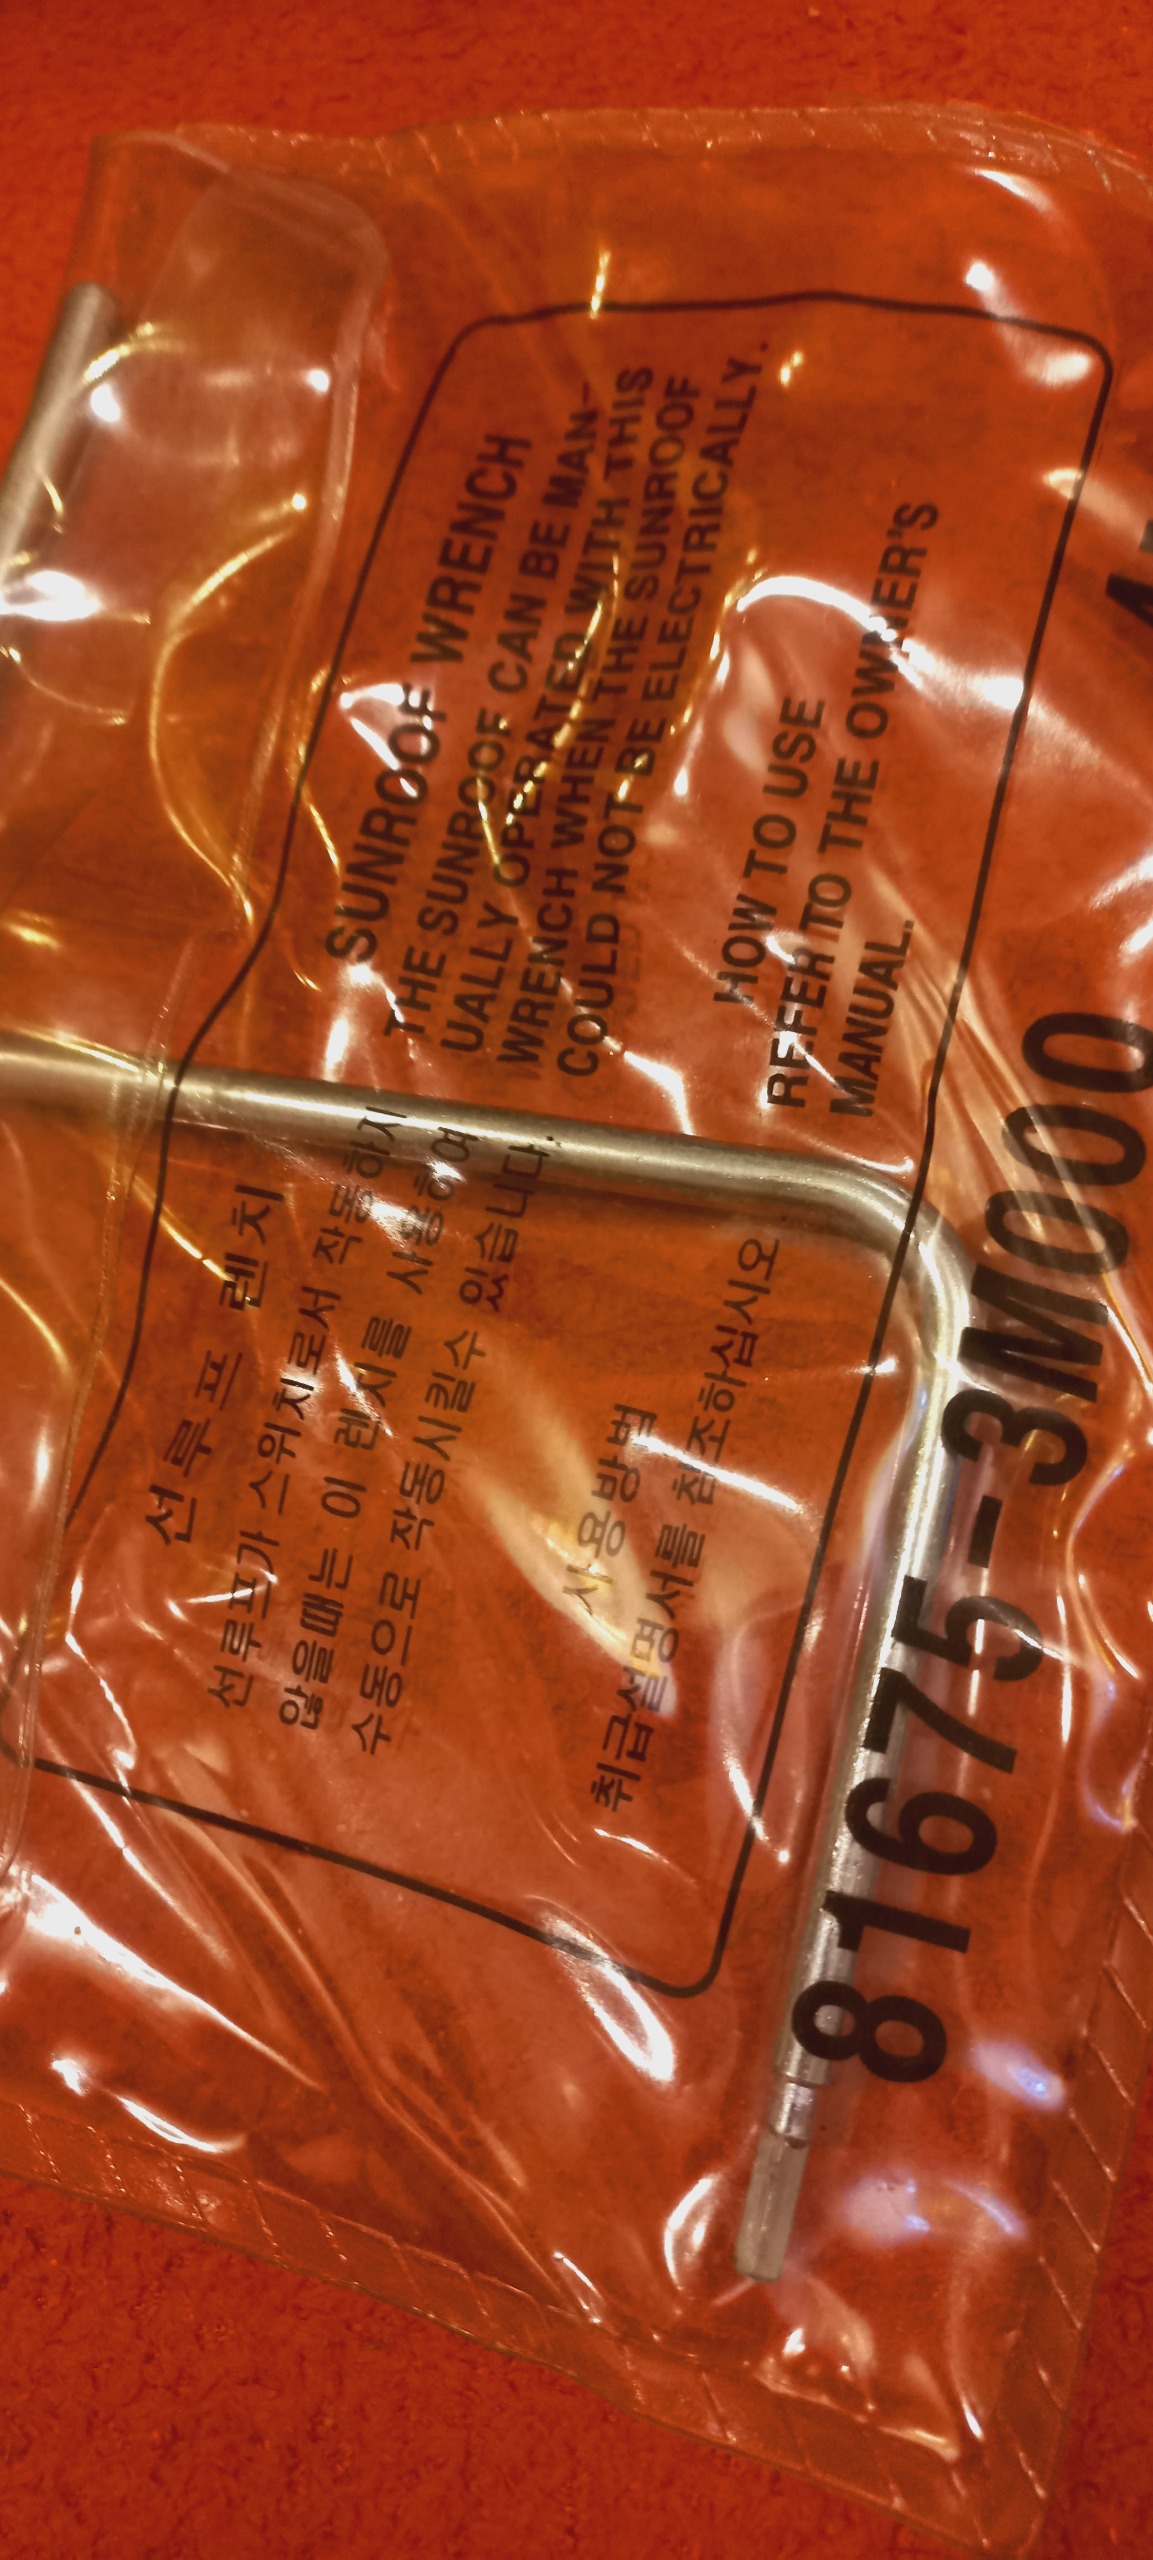 SUNROOF WRENCH
THE SUNROOF CAN BE MAN-
UALLY OPERATED WITH THIS
WRENCH WHEN THE SUNROOF
COULD NOT BE ELECTRICALLY.
HOW TO USE
REFER TO THE OWNER'S
MANUAL.
선루프 렌치
선루프가 스위치로서 작동하지
않을때는 이 렌치를 사용하여
수동으로 작동시킬수 있습니다.
사용방법
취급설명서를 참조하십시오
81675-3M000